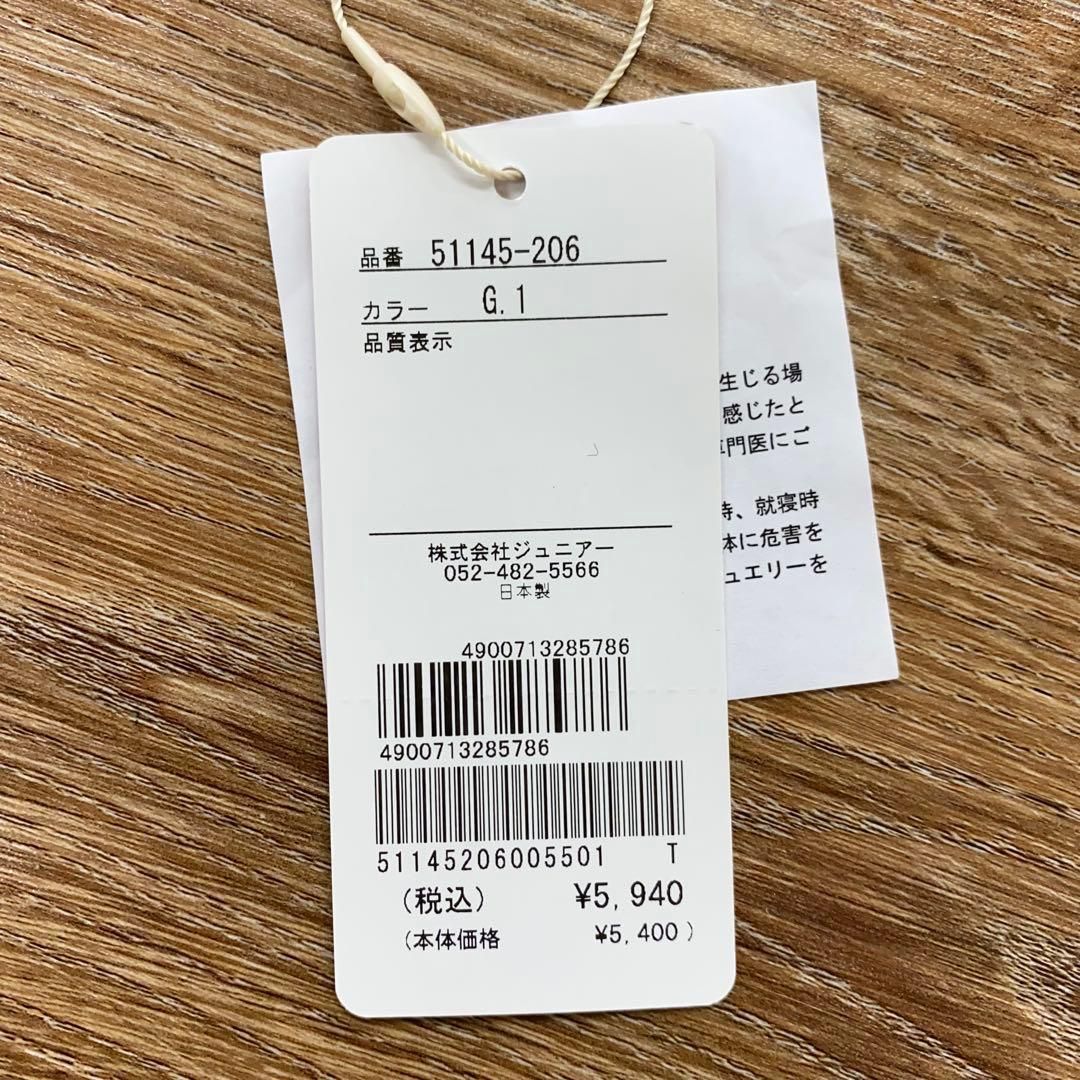 品番 51145-206
カラー G.1
品質表示
株式会社ジュニアー
052-482-5566
日本製
4900713285786
4900713285786
51145206005501 T
(税込) ¥5,940
(本体価格 ¥5,400)
生じる場
感じたと
門医にご
、就寝時
体に危害を
ュエリーを